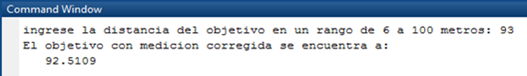 Command Window
ingrese la distancia del objetivo en un rango de 6 a 100 metros: 93
El objetivo con medicion corregida se encuentra a:
92.5109